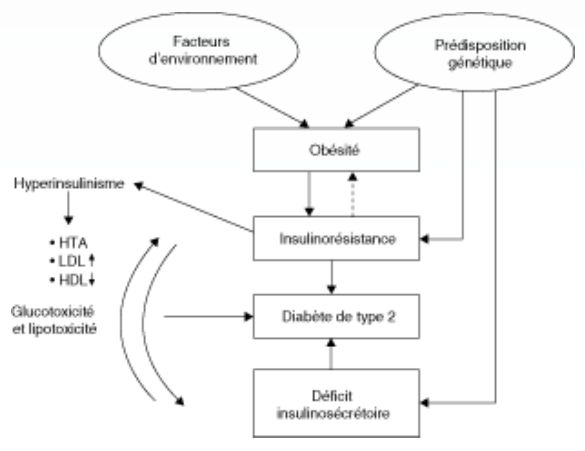 Facteurs
d'environnement
Prédisposition
génétique
Obésité
Hyperinsulinisme
Insulinorésistance
• HTA
• LDL ↑
• HDL ↓
Glucotoxicité
et lipotoxicité
Diabète de type 2
Déficit
insulinosécrétoire